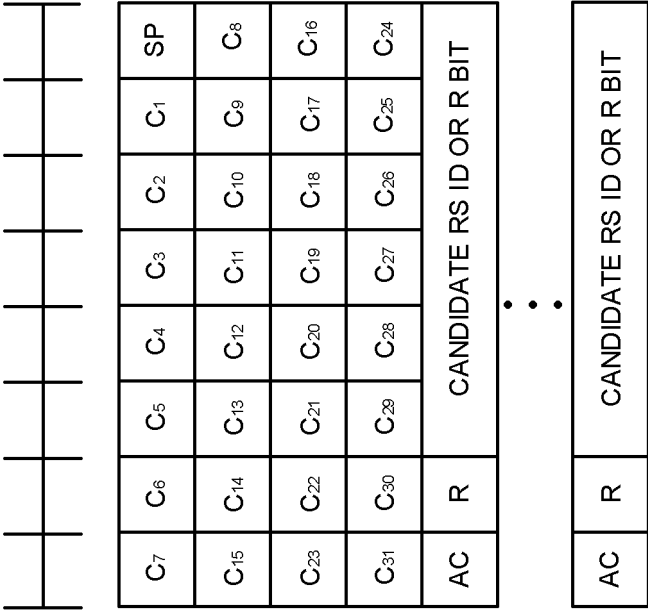 C7 C6 C5 C4 C3 C2 C1 SP
C15 C14 C13 C12 C11 C10 C9 C8
C23 C22 C21 C20 C19 C18 C17 C16
C31 C30 C29 C28 C27 C26 C25 C24
AC R CANDIDATE RS ID OR R BIT
• • •
AC R CANDIDATE RS ID OR R BIT